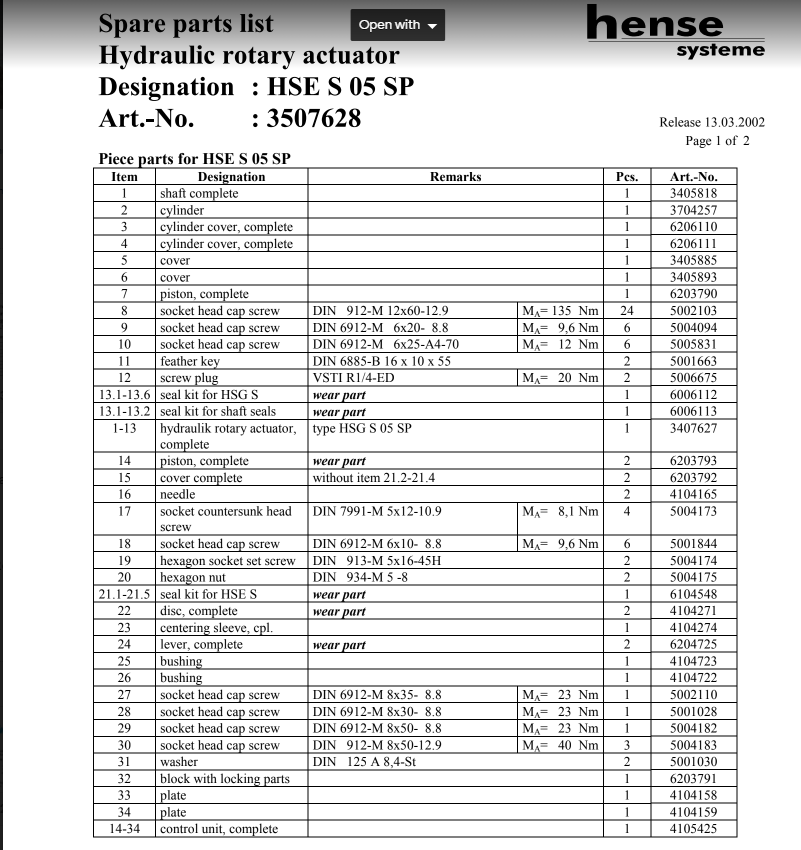 Spare parts list
Open with
hense
systeme
Hydraulic rotary actuator
Designation : HSE S 05 SP
Art.-No. : 3507628
Release 13.03.2002
Page 1 of 2
Piece parts for HSE S 05 SP
Item Designation Remarks Pcs. Art.-No.
1 shaft complete 1 3405818
2 cylinder 1 3704257
3 cylinder cover, complete 1 6206110
4 cylinder cover, complete 1 6206111
5 cover 1 3405885
6 cover 1 3405893
7 piston, complete 1 6203790
8 socket head cap screw DIN 912-M 12x60-12.9 MA= 135 Nm 24 5002103
9 socket head cap screw DIN 6912-M 6x20- 8.8 MA= 9,6 Nm 6 5004094
10 socket head cap screw DIN 6912-M 6x25-A4-70 MA= 12 Nm 6 5005831
11 feather key DIN 6885-B 16 x 10 x 55 2 5001663
12 screw plug VSTI R1/4-ED MA= 20 Nm 2 5006675
13.1-13.6 seal kit for HSG S wear part 1 6006112
13.1-13.2 seal kit for shaft seals wear part 1 6006113
1-13 hydraulik rotary actuator, type HSG S 05 SP 1 3407627
complete
14 piston, complete wear part 2 6203793
15 cover complete without item 21.2-21.4 2 6203792
16 needle 2 4104165
17 socket countersunk head DIN 7991-M 5x12-10.9 MA= 8,1 Nm 4 5004173
screw
18 socket head cap screw DIN 6912-M 6x10- 8.8 MA= 9,6 Nm 6 5001844
19 hexagon socket set screw DIN 913-M 5x16-45H 2 5004174
20 hexagon nut DIN 934-M 5 -8 2 5004175
21.1-21.5 seal kit for HSE S wear part 1 6104548
22 disc, complete wear part 2 4104271
23 centering sleeve, cpl. 1 4104274
24 lever, complete wear part 2 6204725
25 bushing 1 4104723
26 bushing 1 4104722
27 socket head cap screw DIN 6912-M 8x35- 8.8 MA= 23 Nm 1 5002110
28 socket head cap screw DIN 6912-M 8x30- 8.8 MA= 23 Nm 1 5001028
29 socket head cap screw DIN 6912-M 8x50- 8.8 MA= 23 Nm 1 5004182
30 socket head cap screw DIN 912-M 8x50-12.9 MA= 40 Nm 3 5004183
31 washer DIN 125 A 8,4-St 2 5001030
32 block with locking parts 1 6203791
33 plate 1 4104158
34 plate 1 4104159
14-34 control unit, complete 1 4105425